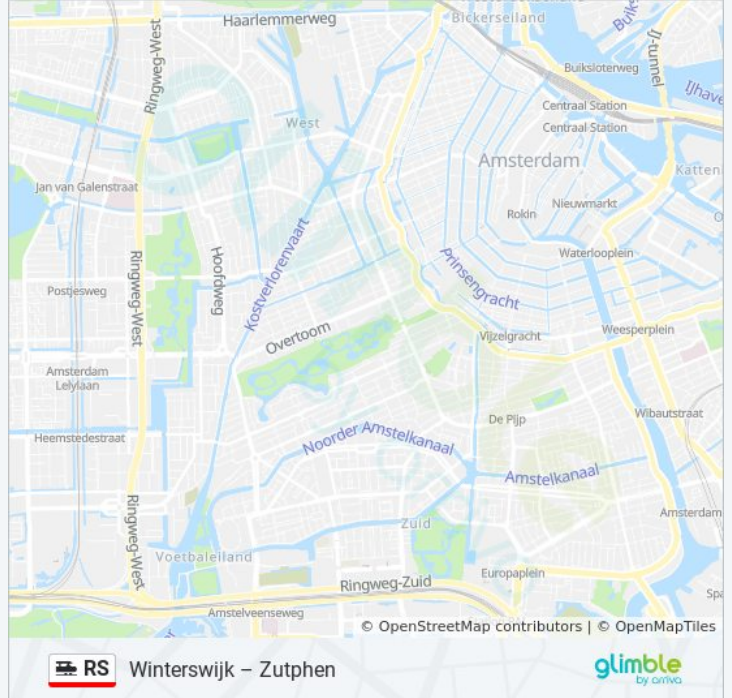 Haarlemmerweg
Bickerseiland
Ringweg-West
IJ-tunnel
Buiksloterweg
Centraal Station
Centraal Station
West
Amsterdam
Jan van Galenstraat
Rokin
Nieuwmarkt
Waterlooplein
Hoofdweg
Kostverlorenvaart
Prinsengracht
Ringweg-West
Postjesweg
Overtoom
Vijzelgracht
Weesperplein
Amsterdam
Lelylaan
De Pijp
Wibautstraat
Heemstedestraat
Noorder Amstelkanaal
Amstelkanaal
Ringweg-West
Zuid
Amsterdam
Voetbaleiland
Europaplein
Ringweg-Zuid
Amstelveenseweg
© OpenStreetMap contributors | © OpenMapTiles
RS Winterswijk – Zutphen
glimble
by arriva